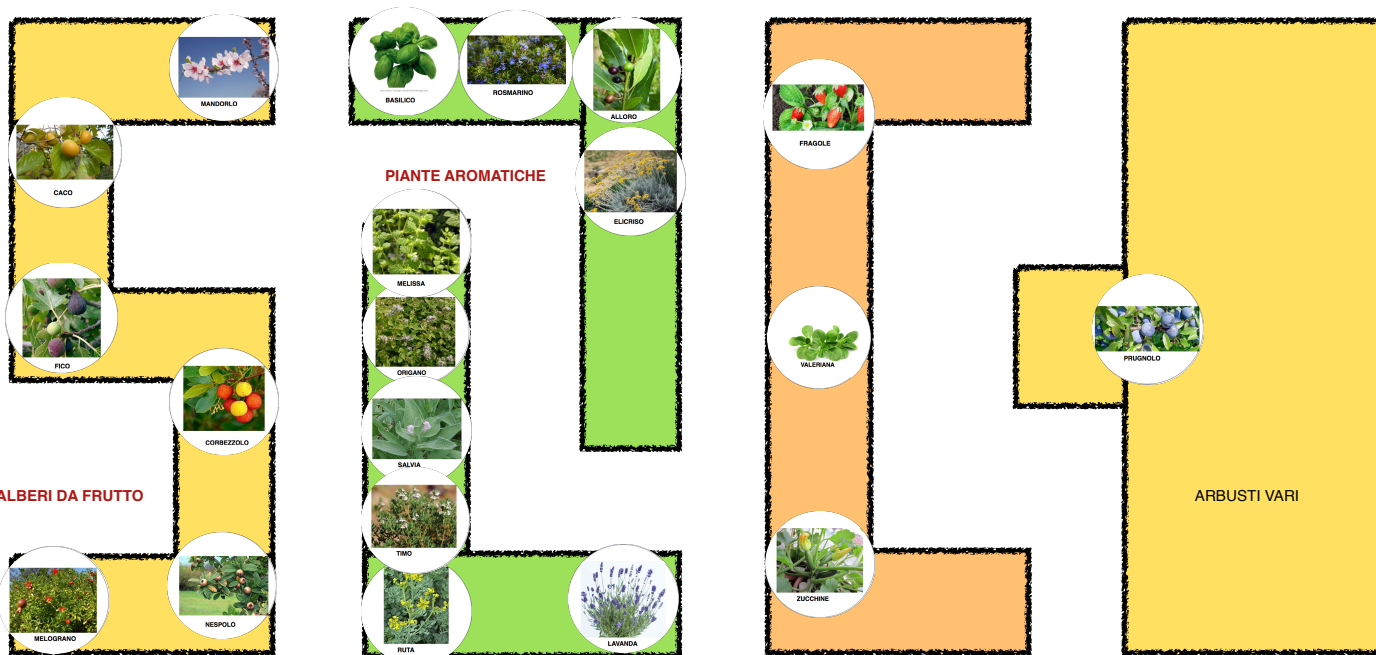 MANDORLO
CACO
FICO
CORBEZZOLO
ALBERI DA FRUTTO
MELOGRANO
NESPOLO
BASILICO
ROSMARINO
ALLORO
PIANTE AROMATICHE
ELICRISO
MELISSA
ORIGANO
SALVIA
TIMO
RUTA
LAVANDA
FRAGOLE
VALERIANA
ZUCCHINE
PRUGNOLO
ARBUSTI VARI